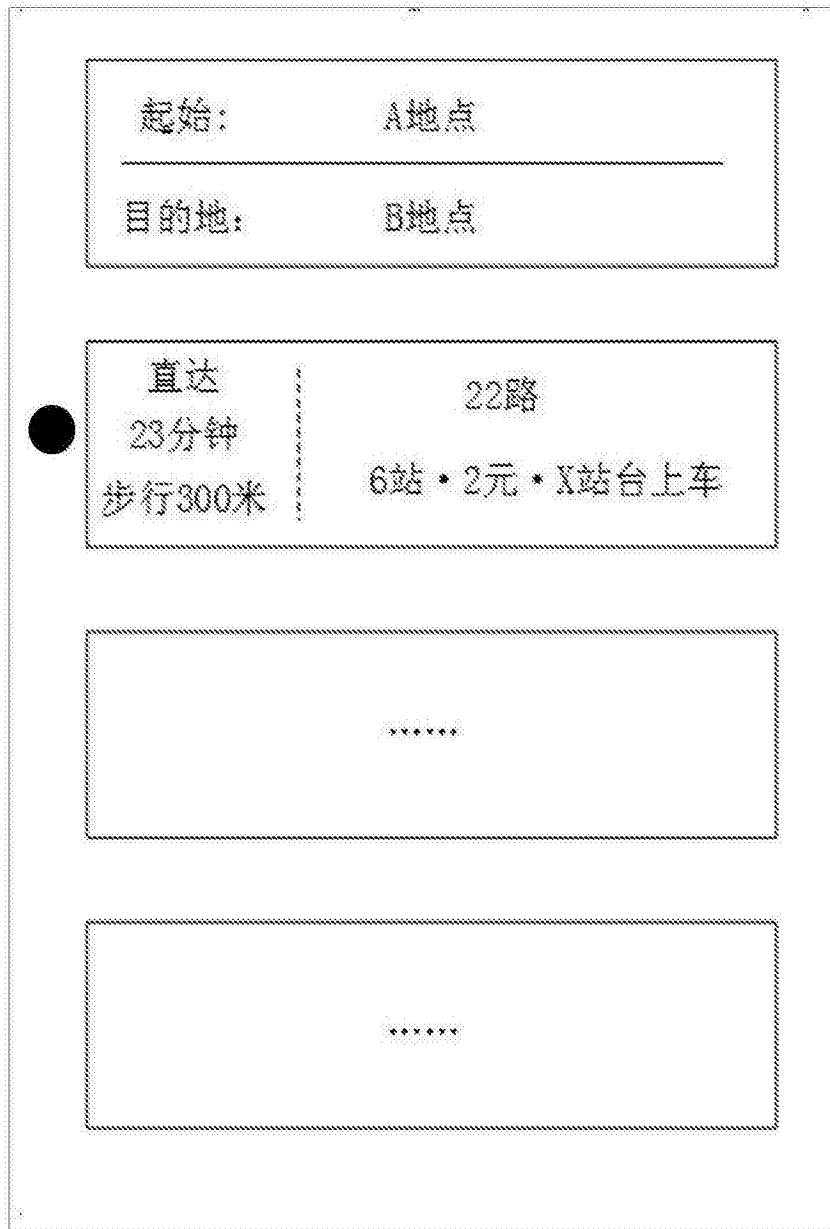 起始: A地点
目的地: B地点
直达
23分钟
步行300米
22路
6站·2元·X站台上车
……
……